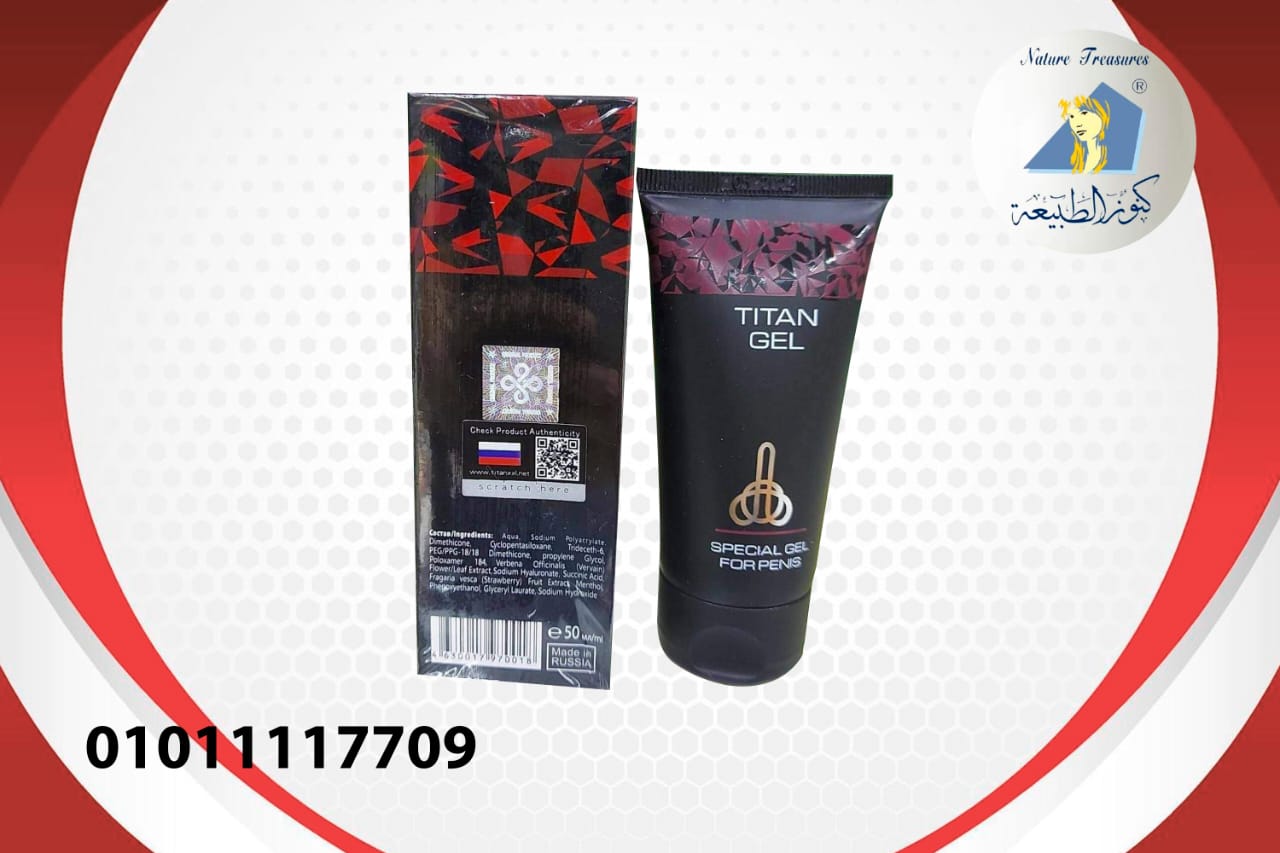 Nature Treasures
®
كنوز الطبيعة
TITAN
GEL
SPECIAL GEL
FOR PENIS
Check Product Authenticity
www.titangel.net
scratch here
Состав/Ingredients: Aqua, Sodium Polyacrylate,
Dimethicone, Cyclopentasiloxane, Trideceth-6,
PEG/PPG-18/18 Dimethicone, propylene Glycol,
Poloxamer 184, Verbena Officinalis (Vervain)
Flower/Leaf Extract, Sodium Hyaluronate, Succinic Acid,
Fragaria vesca (Strawberry) Fruit Extract, Menthol,
Phenoxyethanol, Glyceryl Laurate, Sodium Hydroxide
4630017970018
e 50 мл/ml
Made in
RUSSIA
01011117709